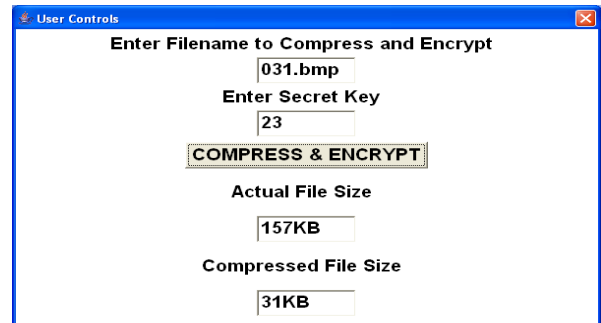 User Controls
Enter Filename to Compress and Encrypt
031.bmp
Enter Secret Key
23
COMPRESS & ENCRYPT
Actual File Size
157KB
Compressed File Size
31KB